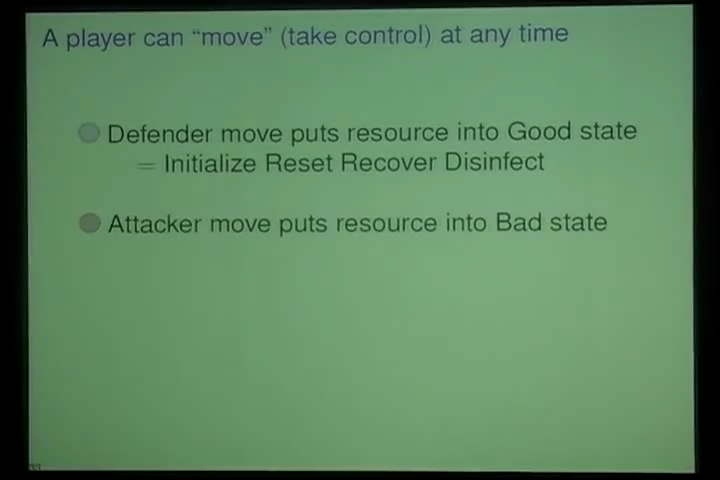 A player can “move” (take control) at any time
Defender move puts resource into Good state
= Initialize Reset Recover Disinfect
Attacker move puts resource into Bad state